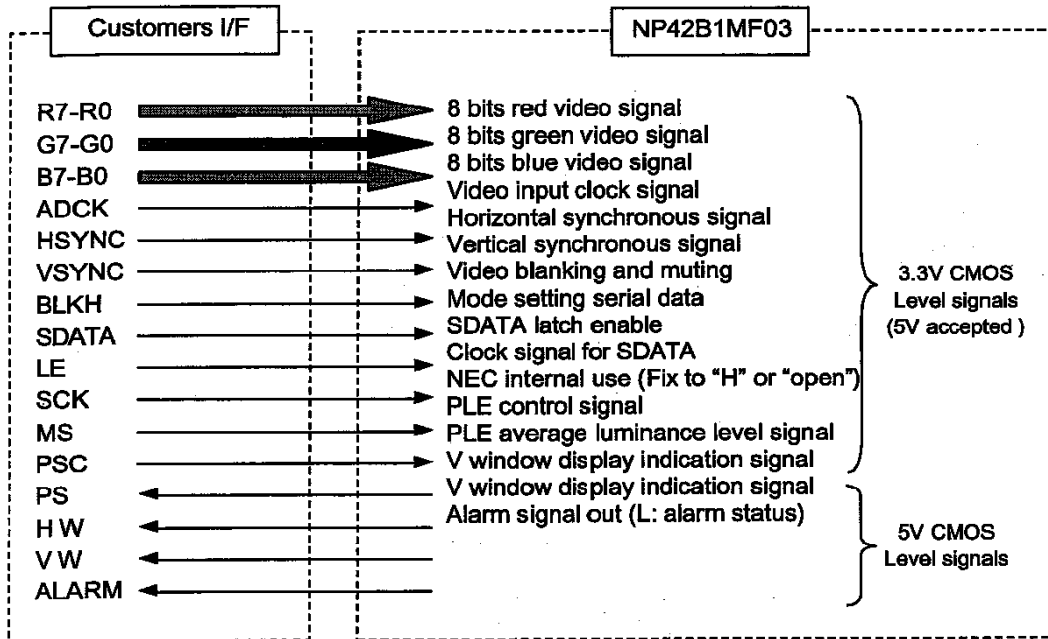 Customers I/F
NP42B1MF03
R7-R0
G7-G0
B7-B0
ADCK
HSYNC
VSYNC
BLKH
SDATA
LE
SCK
MS
PSC
PS
H W
V W
ALARM
8 bits red video signal
8 bits green video signal
8 bits blue video signal
Video input clock signal
Horizontal synchronous signal
Vertical synchronous signal
Video blanking and muting
Mode setting serial data
SDATA latch enable
Clock signal for SDATA
NEC internal use (Fix to “H” or “open”)
PLE control signal
PLE average luminance level signal
V window display indication signal
V window display indication signal
Alarm signal out (L: alarm status)
3.3V CMOS
Level signals
(5V accepted )
5V CMOS
Level signals